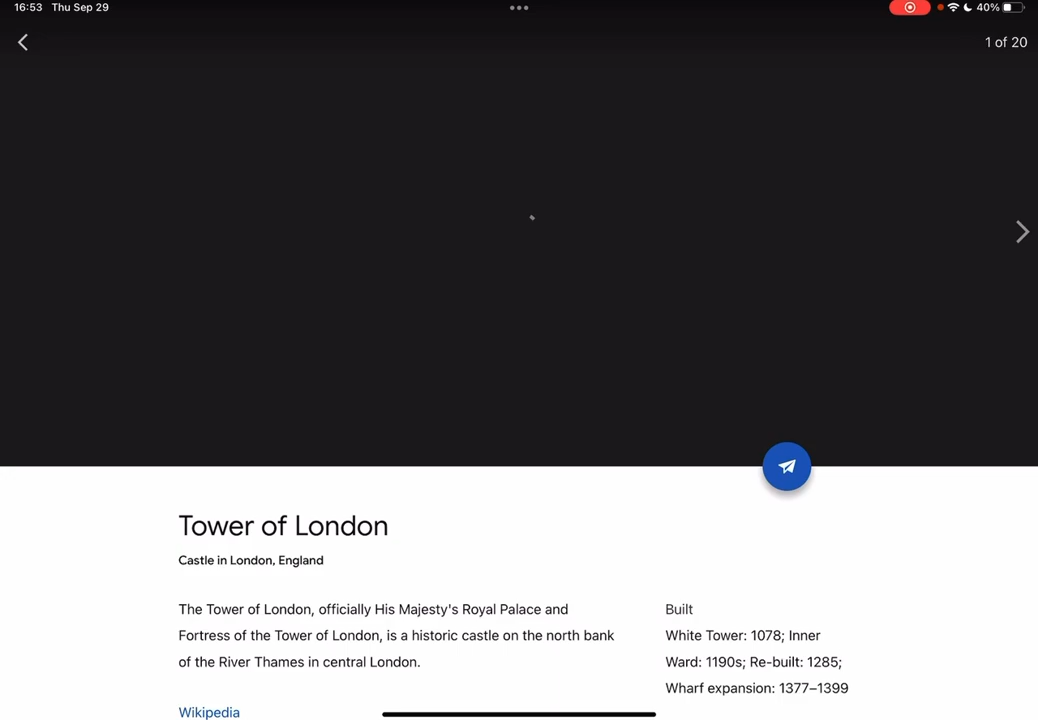 16:53 Thu Sep 29
40%
1 of 20
Tower of London
Castle in London, England
The Tower of London, officially His Majesty's Royal Palace and
Fortress of the Tower of London, is a historic castle on the north bank
of the River Thames in central London.
Wikipedia
Built
White Tower: 1078; Inner
Ward: 1190s; Re-built: 1285;
Wharf expansion: 1377–1399